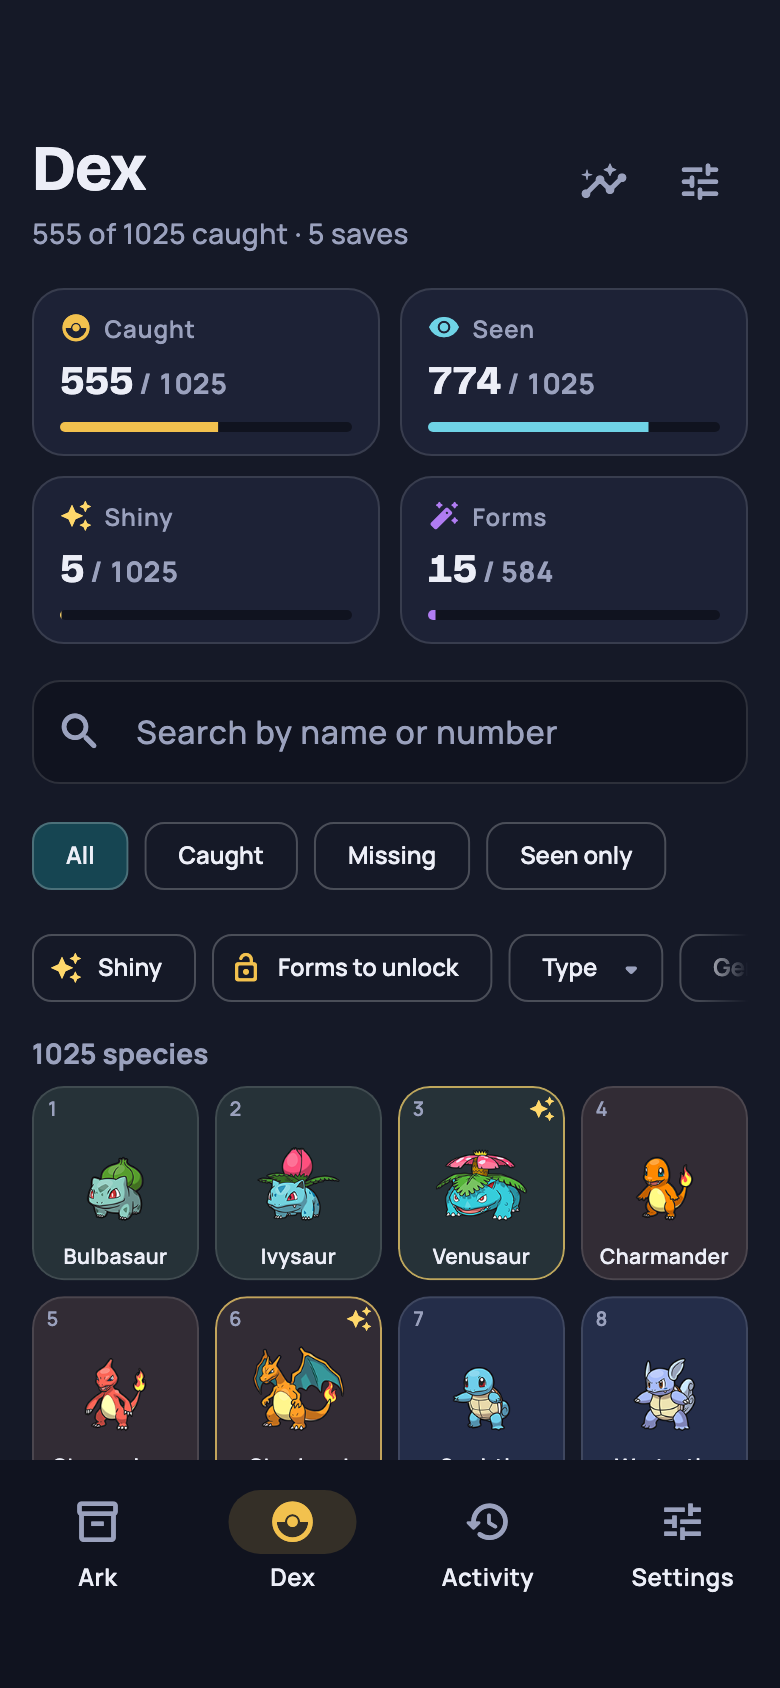 Dex
555 of 1025 caught · 5 saves
Caught
555 / 1025
Seen
774 / 1025
Shiny
5 / 1025
Forms
15 / 584
Search by name or number
All
Caught
Missing
Seen only
Shiny
Forms to unlock
Type
1025 species
1
Bulbasaur
2
Ivysaur
3
Venusaur
4
Charmander
5
6
7
8
Ark
Dex
Activity
Settings